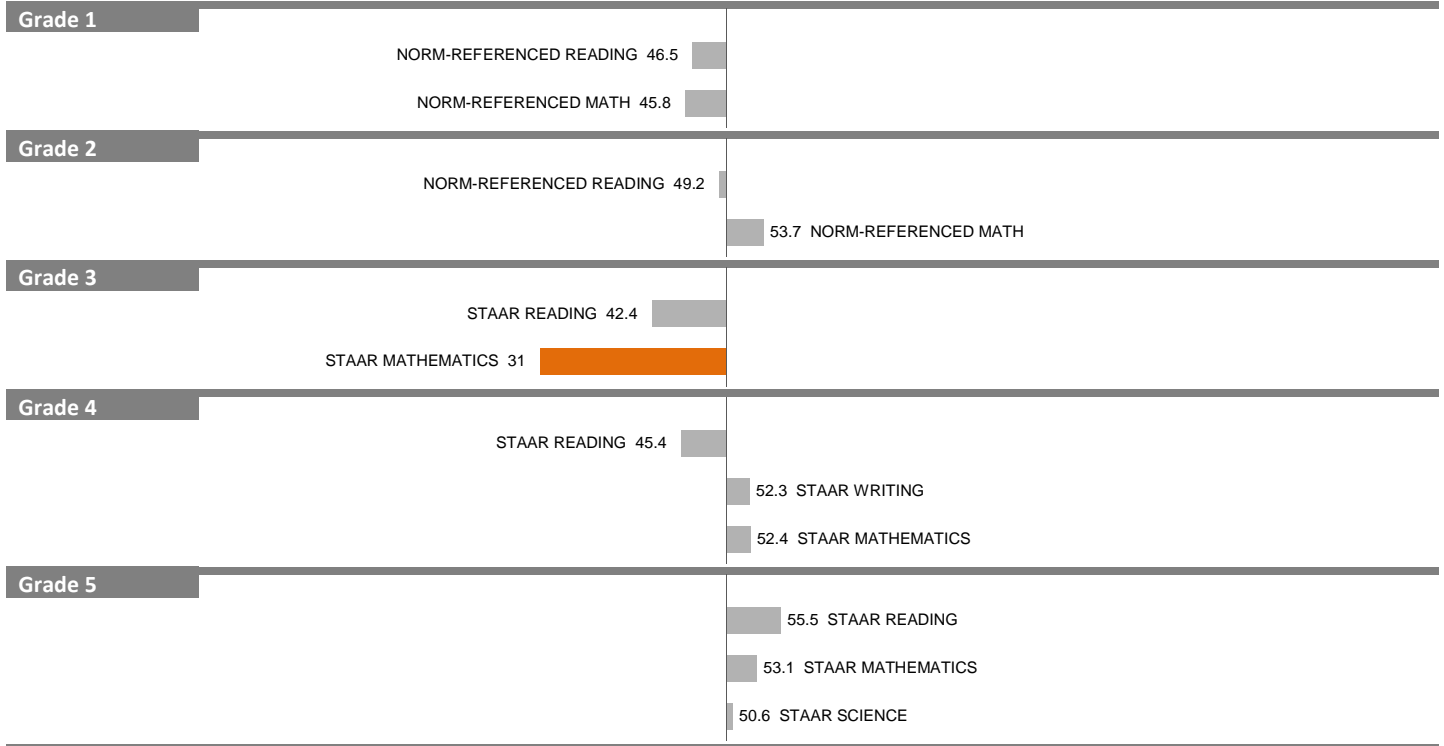 Grade 1
NORM-REFERENCED READING 46.5
NORM-REFERENCED MATH 45.8
Grade 2
NORM-REFERENCED READING 49.2
53.7 NORM-REFERENCED MATH
Grade 3
STAAR READING 42.4
STAAR MATHEMATICS 31
Grade 4
STAAR READING 45.4
52.3 STAAR WRITING
52.4 STAAR MATHEMATICS
Grade 5
55.5 STAAR READING
53.1 STAAR MATHEMATICS
50.6 STAAR SCIENCE